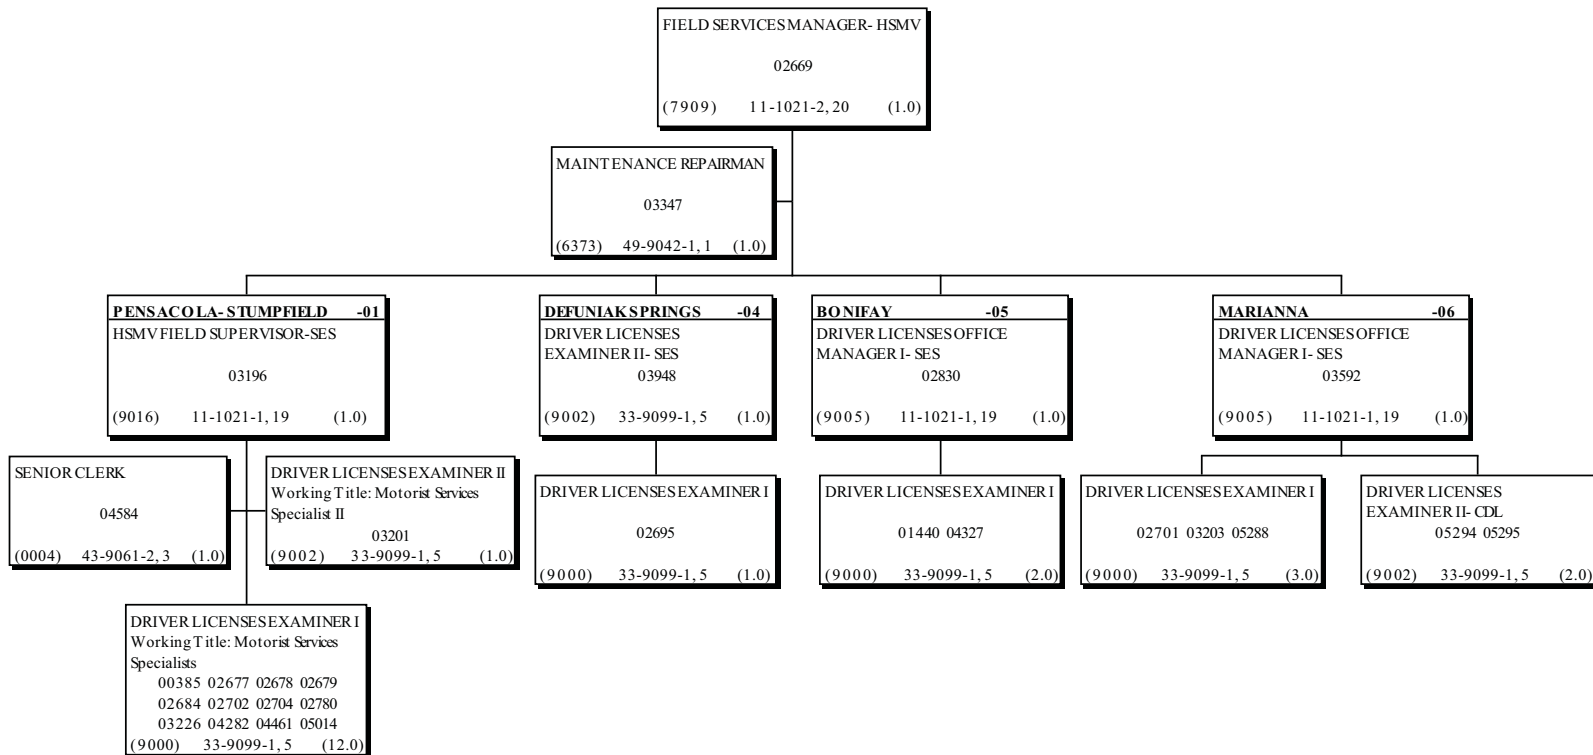 FIELD SERVICES MANAGER- HSMV
02669
(7909) 11-1021-2, 20 (1.0)
MAINTENANCE REPAIRMAN
03347
(6373) 49-9042-1, 1 (1.0)
PENSACOLA- STUMPFIELD -01
HSMV FIELD SUPERVISOR-SES
03196
(9016) 11-1021-1, 19 (1.0)
DEFUNIAK SPRINGS -04
DRIVER LICENSES
EXAMINER II- SES
03948
(9002) 33-9099-1, 5 (1.0)
BONIFAY -05
DRIVER LICENSES OFFICE
MANAGER I- SES
02830
(9005) 11-1021-1, 19 (1.0)
MARIANNA -06
DRIVER LICENSES OFFICE
MANAGER I- SES
03592
(9005) 11-1021-1, 19 (1.0)
SENIOR CLERK
04584
(0004) 43-9061-2, 3 (1.0)
DRIVER LICENSES EXAMINER II
Working Title: Motorist Services
Specialist II
03201
(9002) 33-9099-1, 5 (1.0)
DRIVER LICENSES EXAMINER I
02695
(9000) 33-9099-1, 5 (1.0)
DRIVER LICENSES EXAMINER I
01440 04327
(9000) 33-9099-1, 5 (2.0)
DRIVER LICENSES EXAMINER I
02701 03203 05288
(9000) 33-9099-1, 5 (3.0)
DRIVER LICENSES
EXAMINER II- CDL
05294 05295
(9002) 33-9099-1, 5 (2.0)
DRIVER LICENSES EXAMINER I
Working Title: Motorist Services
Specialists
00385 02677 02678 02679
02684 02702 02704 02780
03226 04282 04461 05014
(9000) 33-9099-1, 5 (12.0)